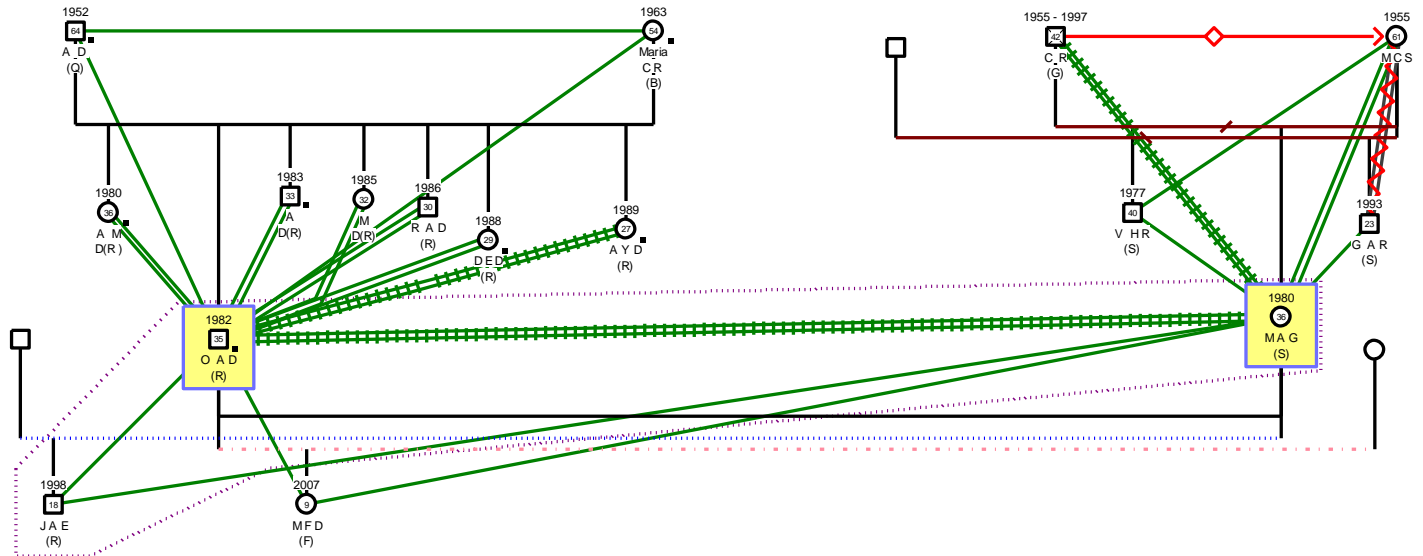 1952
64
A D
(Q)
1963
54
Maria
C R
(B)
1955 - 1997
42
C R
(G)
1955
61
M C S
1980
36
A M
D(R )
1983
33
A
D(R)
1985
32
M
D(R)
1986
30
R A D
(R)
1988
29
D E D
(R)
1989
27
A Y D
(R)
1977
40
V H R
(S)
1993
23
G A R
(S)
1982
35
O A D
(R)
1980
36
M A G
(S)
1998
18
J A E
(R)
2007
9
M F D
(F)